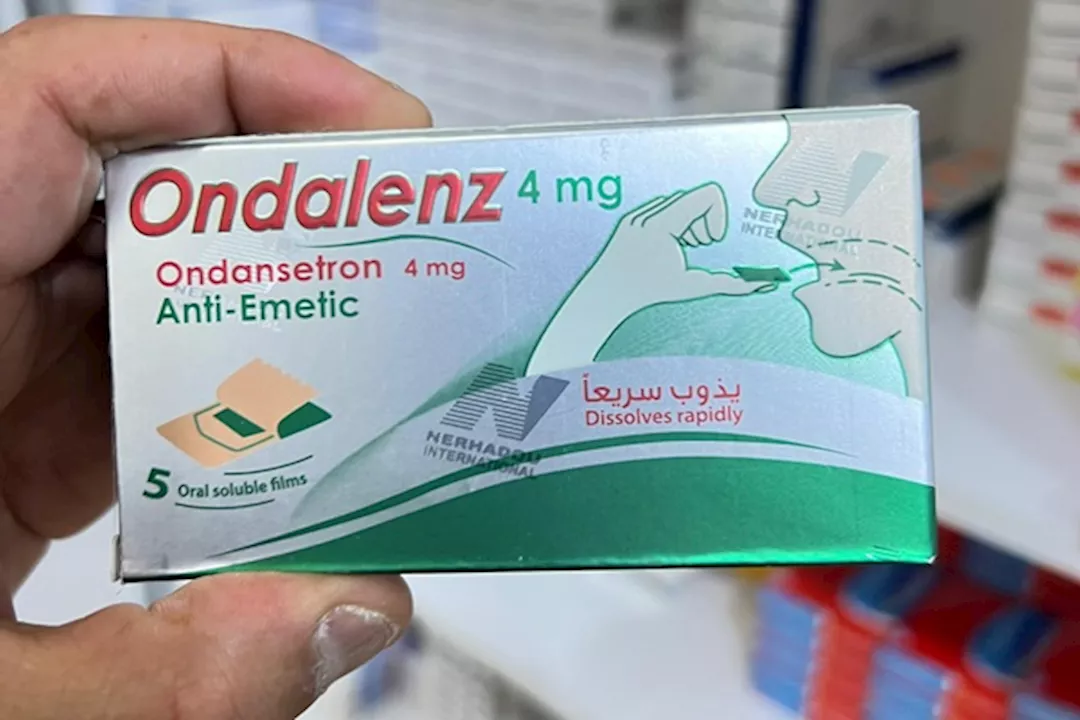 Ondalenz 4 mg
Ondansetron 4 mg
Anti-Emetic
NERHADOU
INTERNATIONAL
يذوب سريعاً
Dissolves rapidly
NERHADOU
INTERNATIONAL
5 Oral soluble films